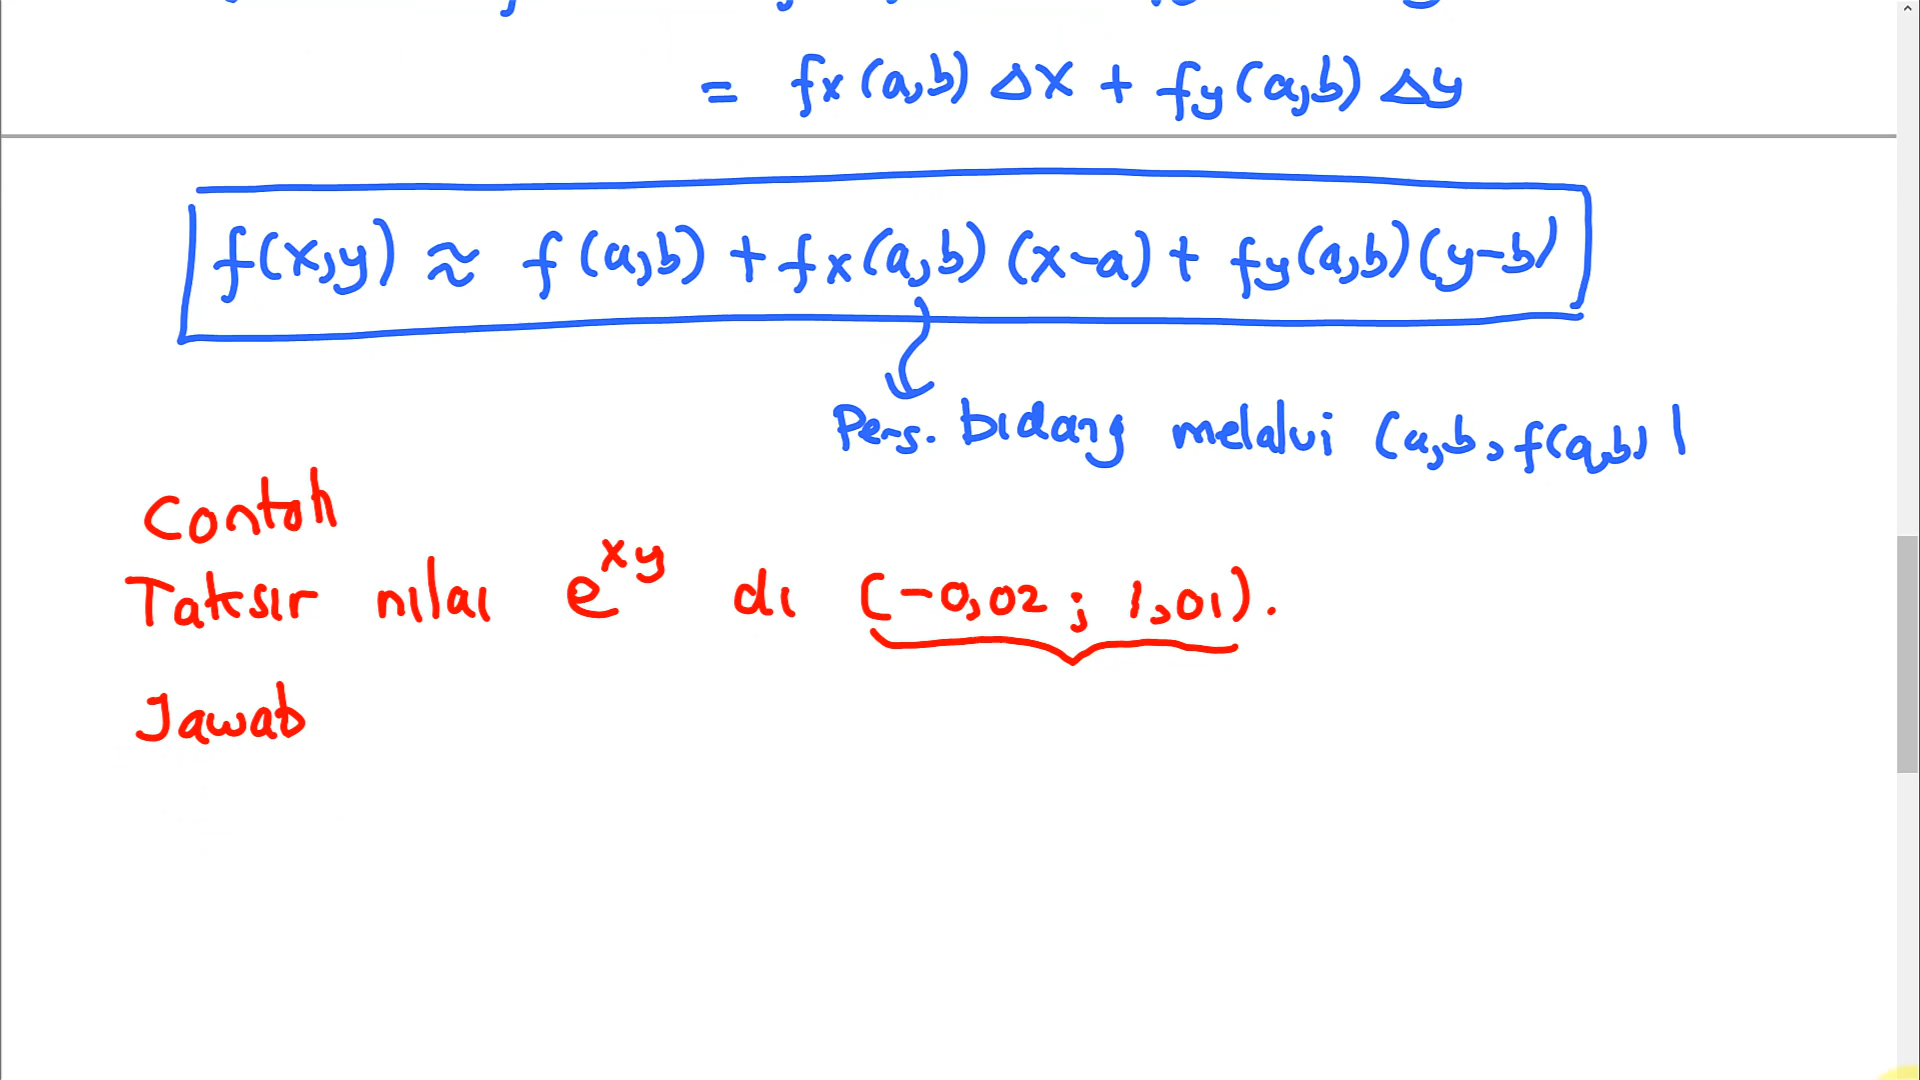 = fx(a,b) Δx + fy(a,b) Δy
f(x,y) ≈ f(a,b) + fx(a,b)(x-a) + fy(a,b)(y-b)
Pers. bidang melalui (a,b, f(a,b))
Contoh
Taksir nilai e^xy di (-0,02 ; 1,01).
Jawab